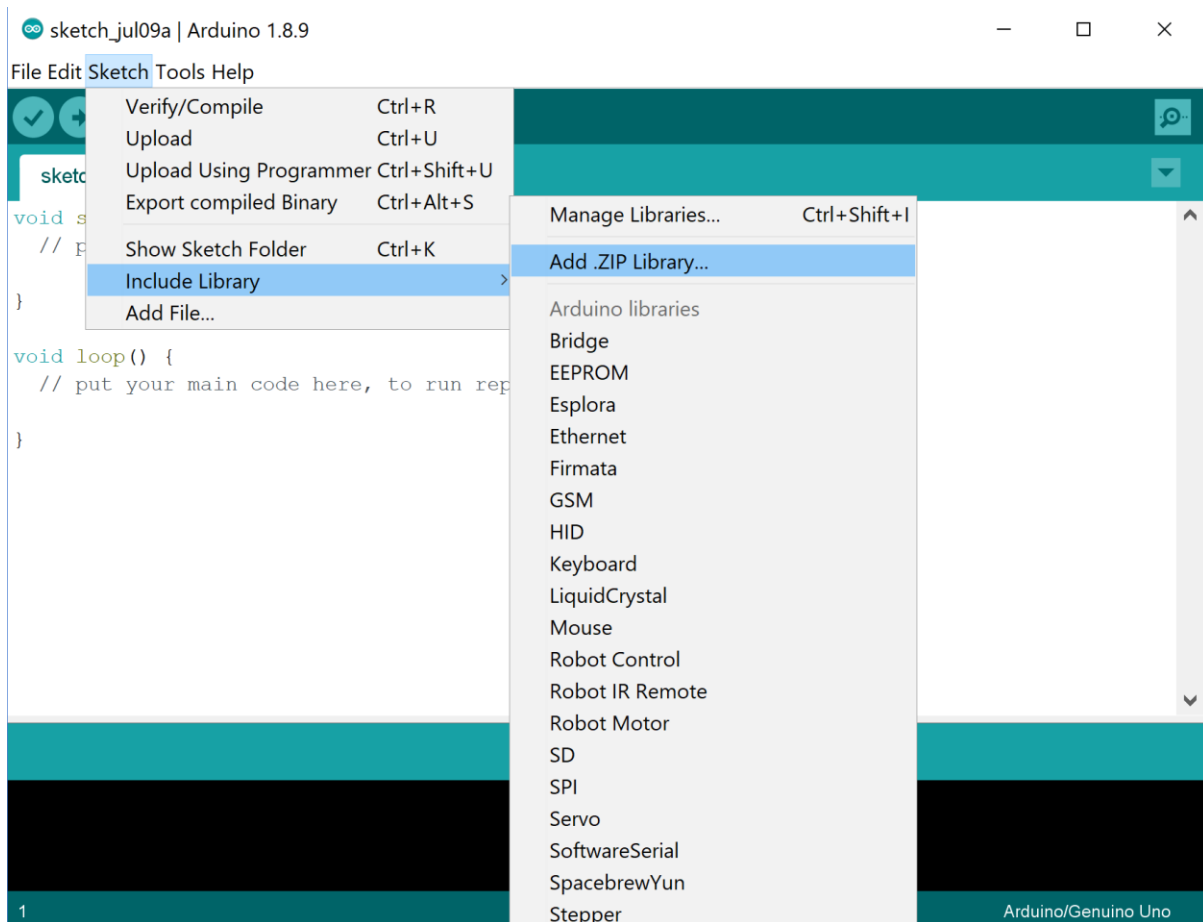 sketch_jul09a | Arduino 1.8.9
File Edit Sketch Tools Help
Verify/Compile Ctrl+R
Upload Ctrl+U
Upload Using Programmer Ctrl+Shift+U
Export compiled Binary Ctrl+Alt+S
Show Sketch Folder Ctrl+K
Include Library
Add File...
Manage Libraries... Ctrl+Shift+I
Add .ZIP Library...
Arduino libraries
Bridge
EEPROM
Esplora
Ethernet
Firmata
GSM
HID
Keyboard
LiquidCrystal
Mouse
Robot Control
Robot IR Remote
Robot Motor
SD
SPI
Servo
SoftwareSerial
SpacebrewYun
Stepper
void
//
}
void loop() {
// put your main code here, to run
}
1
Arduino/Genuino Uno